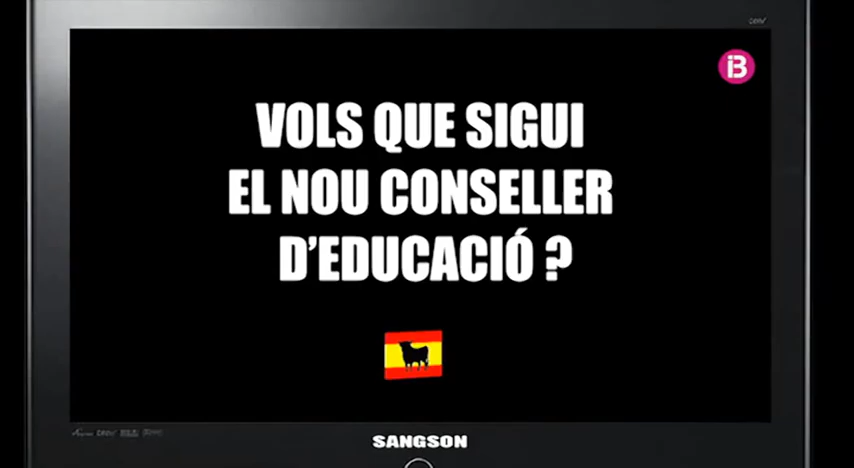 VOLS QUE SIGUI
EL NOU CONSELLER
D'EDUCACIÓ ?
SANGSON